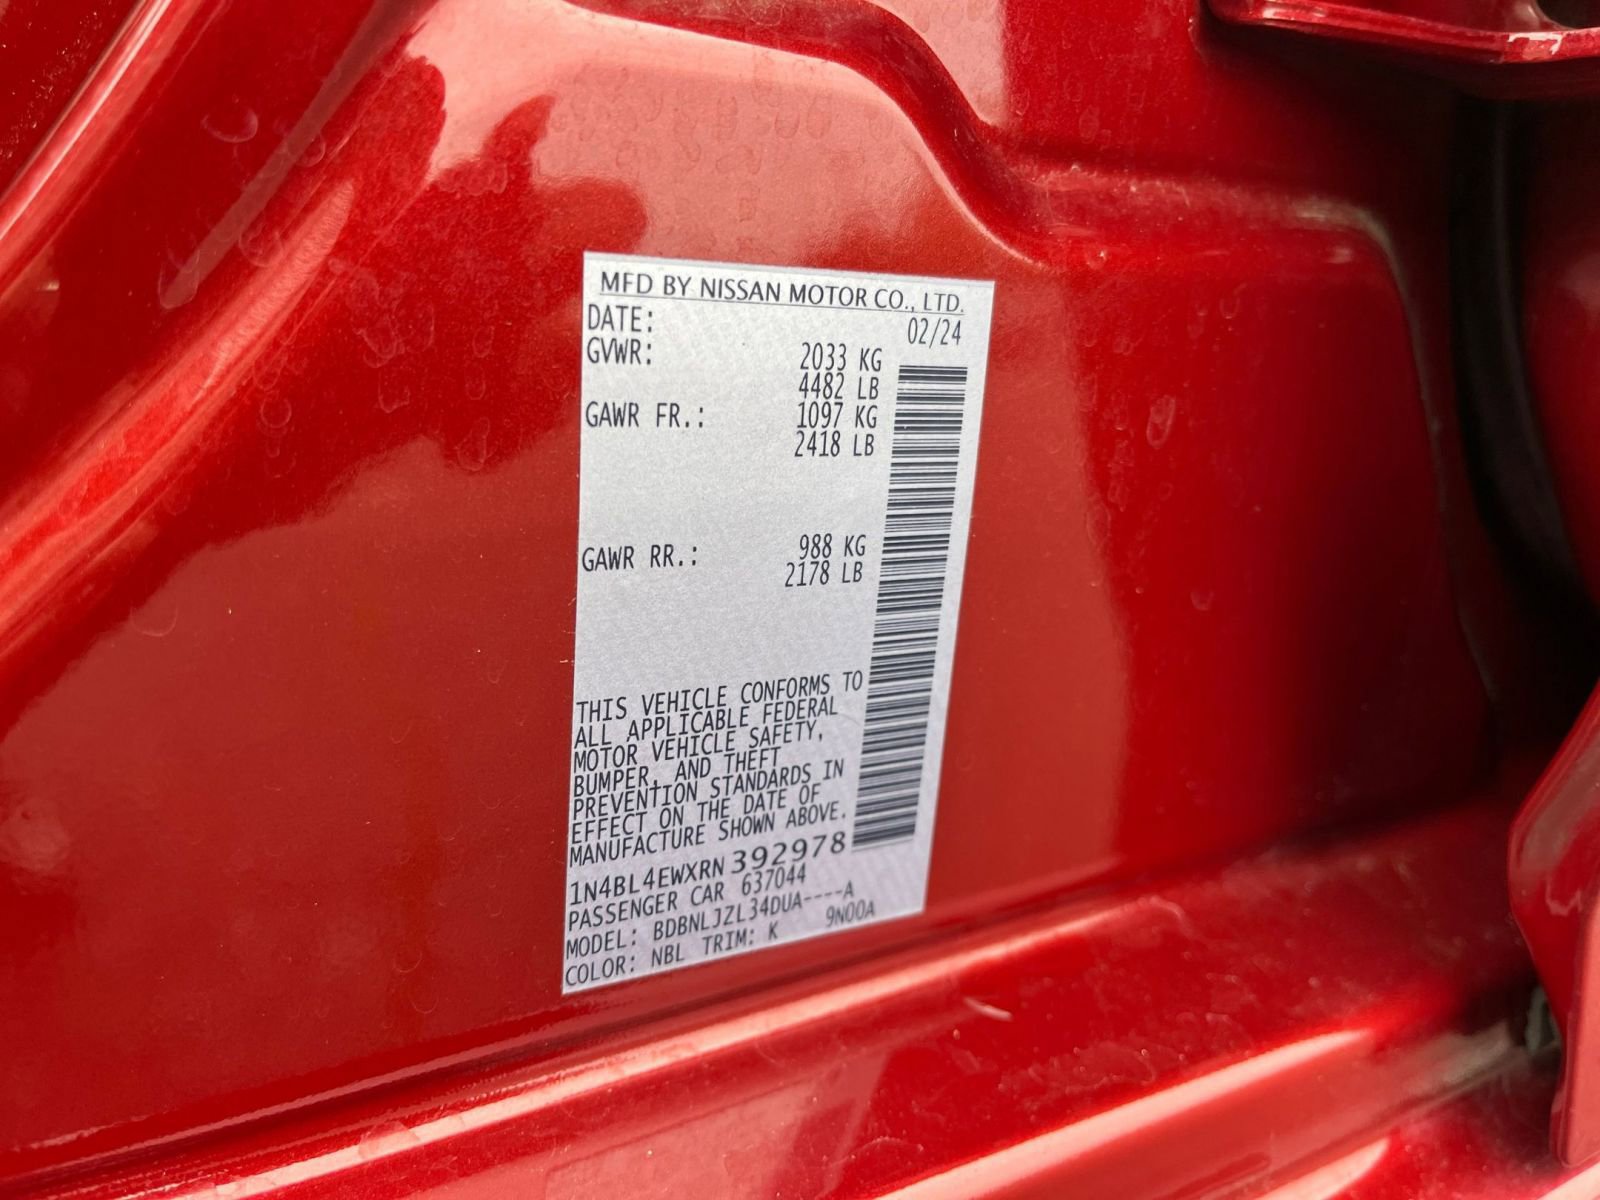 MFD BY NISSAN MOTOR CO., LTD.
DATE: 02/24
GVWR: 2033 KG
4482 LB
GAWR FR.: 1097 KG
2418 LB
GAWR RR.: 988 KG
2178 LB
THIS VEHICLE CONFORMS TO
ALL APPLICABLE FEDERAL
MOTOR VEHICLE SAFETY,
BUMPER, AND THEFT
PREVENTION STANDARDS IN
EFFECT ON THE DATE OF
MANUFACTURE SHOWN ABOVE.
1N4BL4EWXRN392978
PASSENGER CAR 637044
MODEL: BDBNLJZL34DUA----A
COLOR: NBL TRIM: K 9N00A